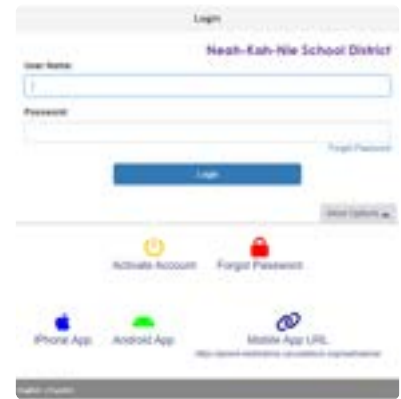 Login
Neah-Kah-Nie School District
User Name
Password
Forgot Password
Login
More Options
Activate Account
Forgot Password
iPhone App
Android App
Mobile App URL